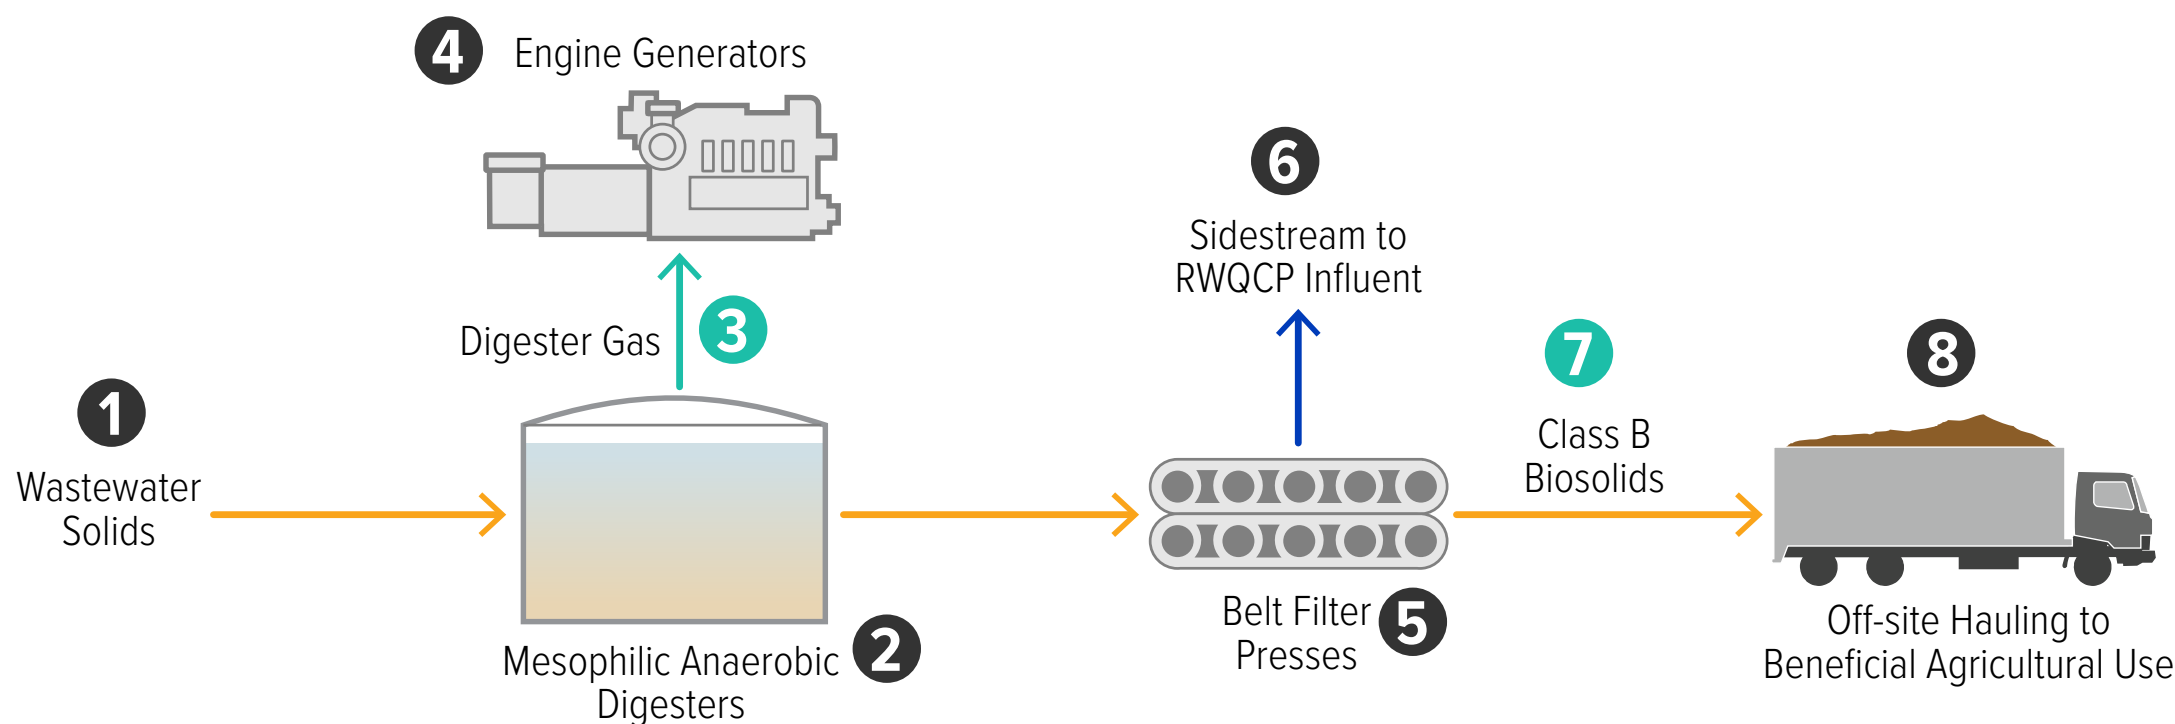 1
Wastewater
Solids
Mesophilic Anaerobic
Digesters
2
Digester Gas
3
4
Engine Generators
Belt Filter
Presses
5
6
Sidestream to
RWQCP Influent
7
Class B
Biosolids
8
Off-site Hauling to
Beneficial Agricultural Use